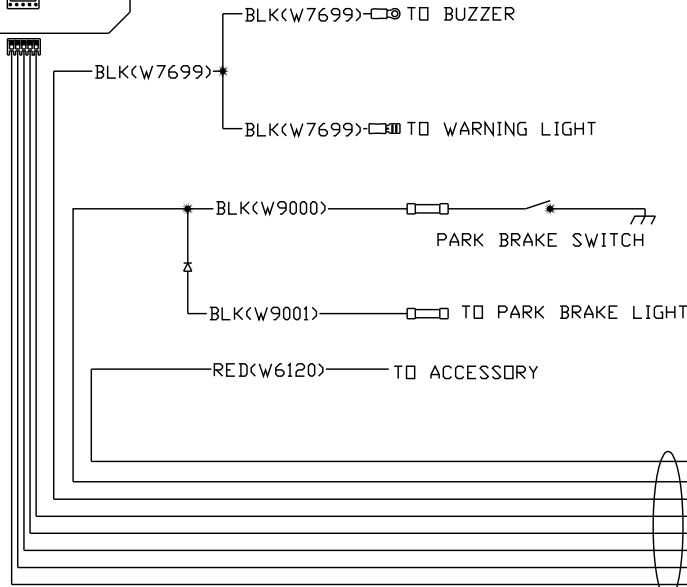 BLK(W7699) TO BUZZER
BLK(W7699)
BLK(W7699) TO WARNING LIGHT
BLK(W9000)
PARK BRAKE SWITCH
BLK(W9001) TO PARK BRAKE LIGHT
RED(W6120) TO ACCESSORY